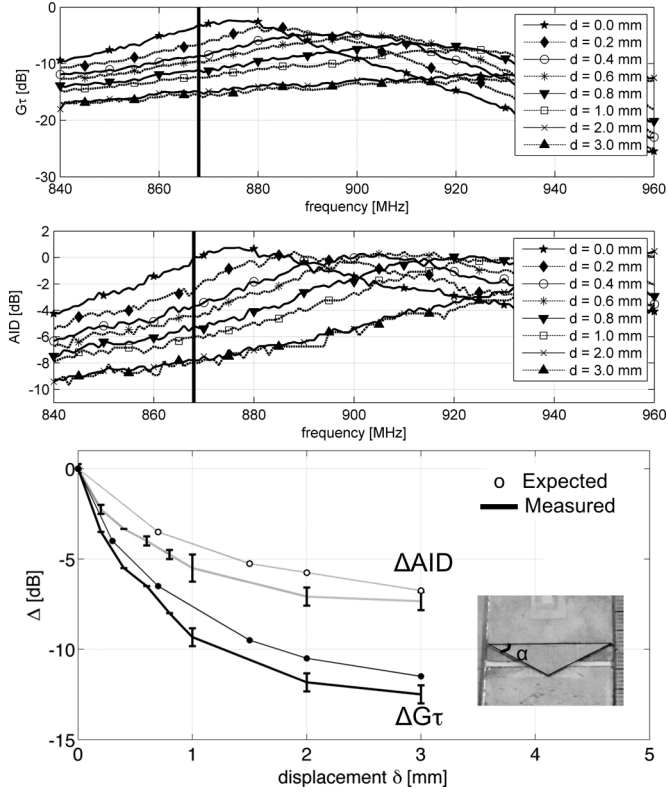 0
-10
-20
-30
Gτ [dB]
840 860 880 900 920 940 960
frequency [MHz]
d = 0.0 mm
d = 0.2 mm
d = 0.4 mm
d = 0.6 mm
d = 0.8 mm
d = 1.0 mm
d = 2.0 mm
d = 3.0 mm
2
0
-2
-4
-6
-8
-10
AID [dB]
840 860 880 900 920 940 960
frequency [MHz]
d = 0.0 mm
d = 0.2 mm
d = 0.4 mm
d = 0.6 mm
d = 0.8 mm
d = 1.0 mm
d = 2.0 mm
d = 3.0 mm
0
-5
-10
-15
Δ [dB]
Expected
Measured
ΔAID
ΔGτ
α
0 1 2 3 4 5
displacement δ [mm]